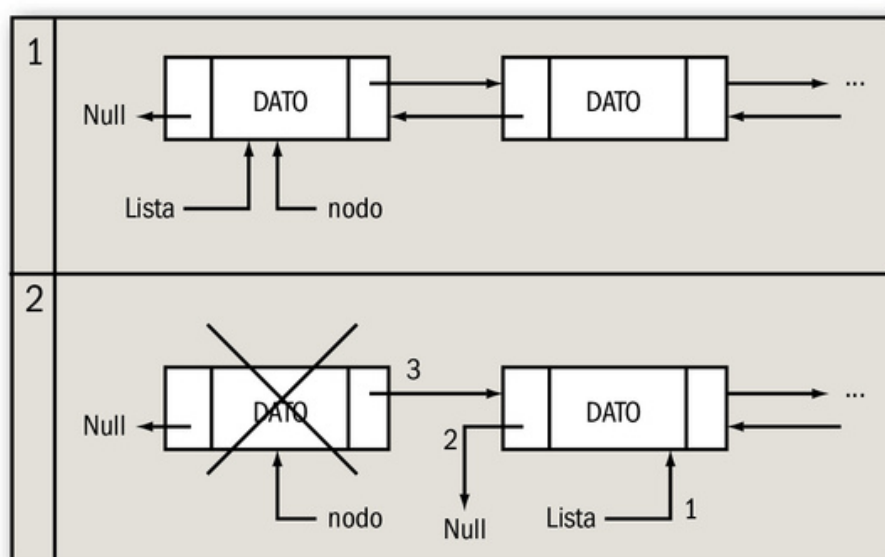 1
DATO
DATO
...
Null
Lista
nodo
2
DATO
3
DATO
...
Null
2
nodo
Null
Lista
1